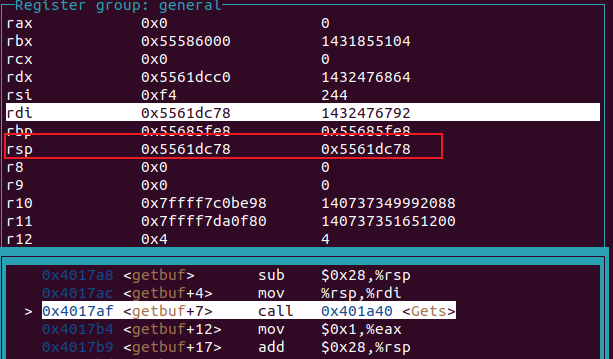 Register group: general
rax 0x0 0
rbx 0x55586000 1431855104
rcx 0x0 0
rdx 0x5561dcc0 1432476864
rsi 0xf4 244
rdi 0x5561dc78 1432476792
rbp 0x55685fe8 0x55685fe8
rsp 0x5561dc78 0x5561dc78
r8 0x0 0
r9 0x0 0
r10 0x7ffff7c0be98 140737349992088
r11 0x7ffff7da0f80 140737351651200
r12 0x4 4
0x4017a8 <getbuf> sub $0x28,%rsp
0x4017ac <getbuf+4> mov %rsp,%rdi
> 0x4017af <getbuf+7> call 0x401a40 <Gets>
0x4017b4 <getbuf+12> mov $0x1,%eax
0x4017b9 <getbuf+17> add $0x28,%rsp